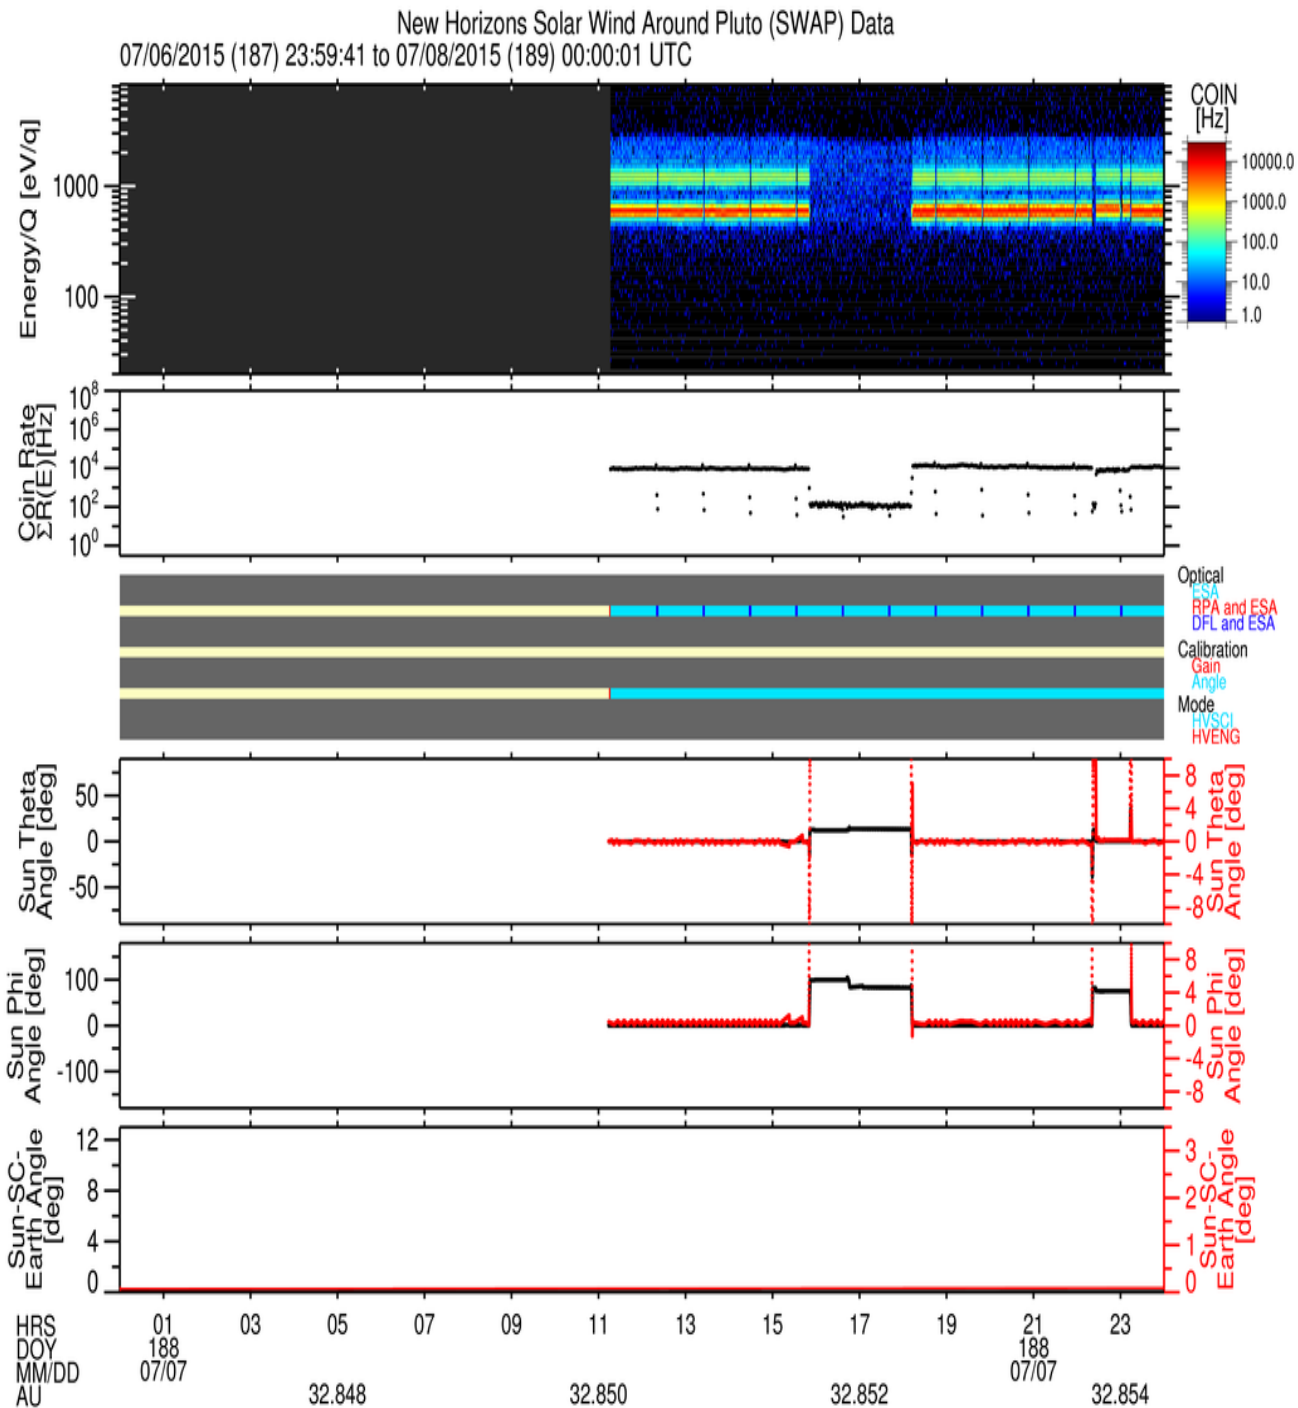 New Horizons Solar Wind Around Pluto (SWAP) Data
07/06/2015 (187) 23:59:41 to 07/08/2015 (189) 00:00:01 UTC
Energy/Q [eV/q]
1000
100
COIN
[Hz]
10000.0
1000.0
100.0
10.0
1.0
Coin Rate
ΣR(E)[Hz]
10^8
10^6
10^4
10^2
10^0
Optical
ESA
RPA and ESA
DFL and ESA
Calibration
Gain
Angle
Mode
HVSCI
HVENG
Sun Theta
Angle [deg]
50
0
-50
8
4
0
-4
-8
Sun Theta
Angle [deg]
Sun Phi
Angle [deg]
100
0
-100
8
4
0
-4
-8
Sun Phi
Angle [deg]
Sun-SC-
Earth Angle
[deg]
12
8
4
0
3
2
1
0
Sun-SC-
Earth Angle
[deg]
HRS 01 03 05 07 09 11 13 15 17 19 21 23
DOY 188 188
MM/DD 07/07 07/07
AU 32.848 32.850 32.852 32.854